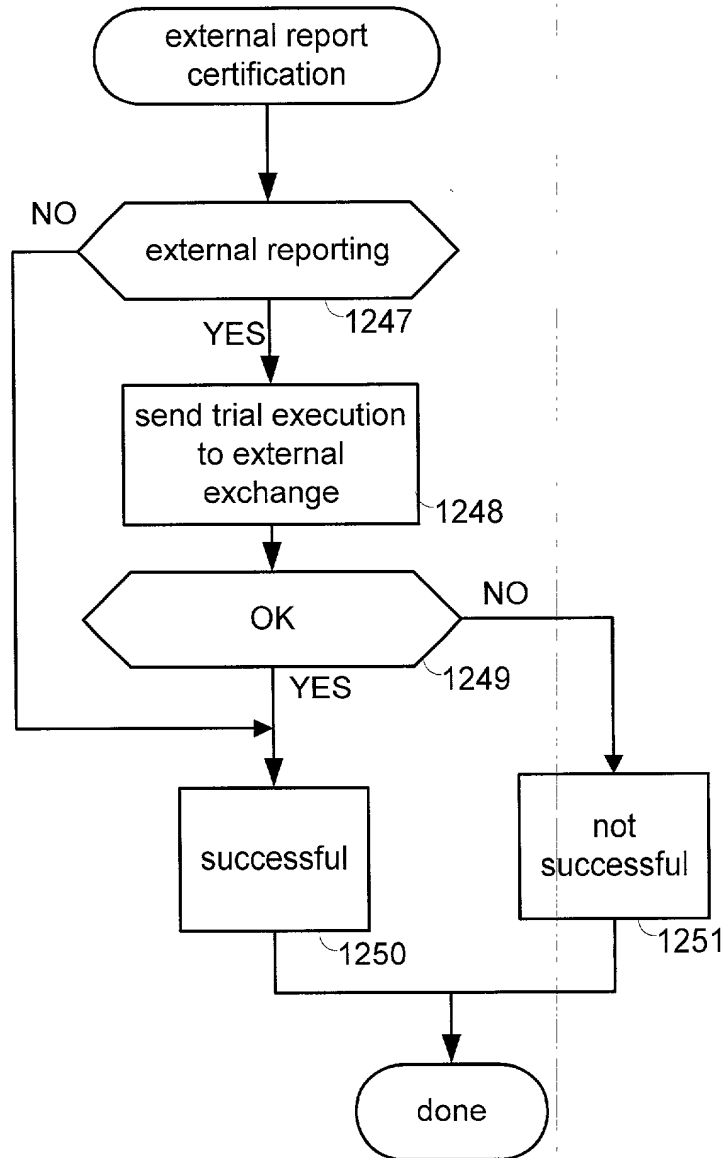 external report
certification
NO
external reporting
1247
YES
send trial execution
to external
exchange
1248
NO
OK
1249
YES
successful
1250
not
successful
1251
done